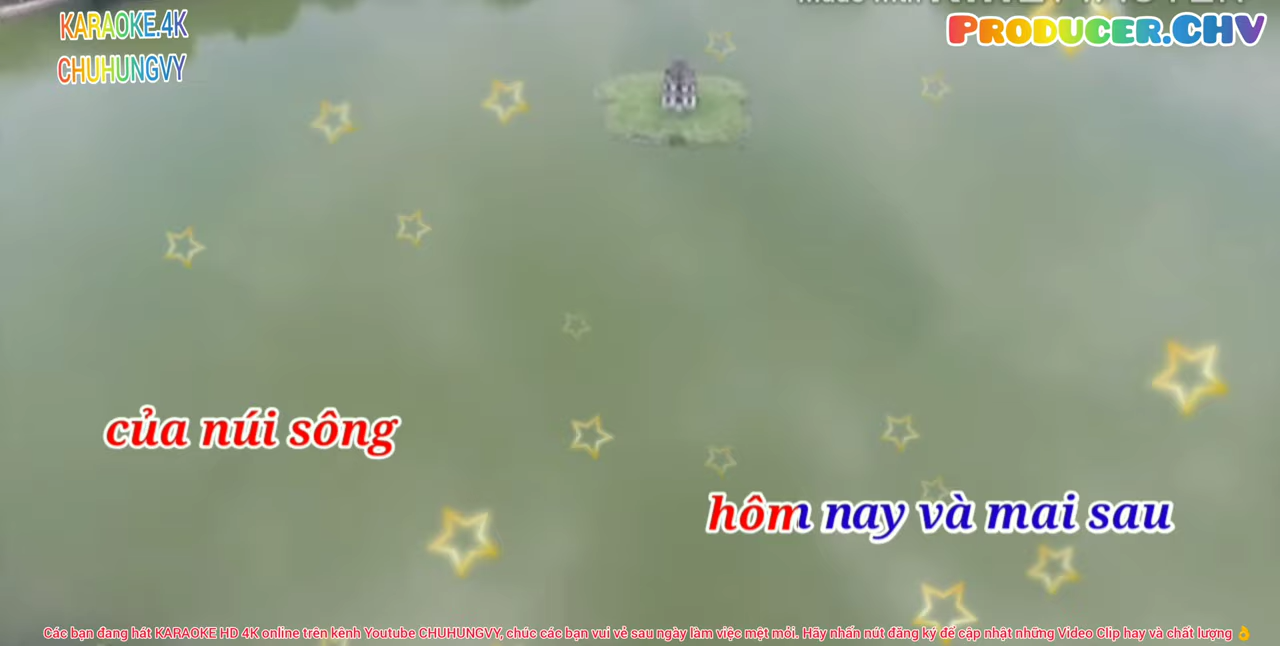 KARAOKE.4K
CHUHUNGVY
PRODUCER.CHV
của núi sông
hôm nay và mai sau
Các bạn đang hát KARAOKE HD 4K online trên kênh Youtube CHUHUNGVY, chúc các bạn vui vẻ sau ngày làm việc mệt mỏi. Hãy nhấn nút đăng ký để cập nhật những Video Clip hay và chất lượng 👌